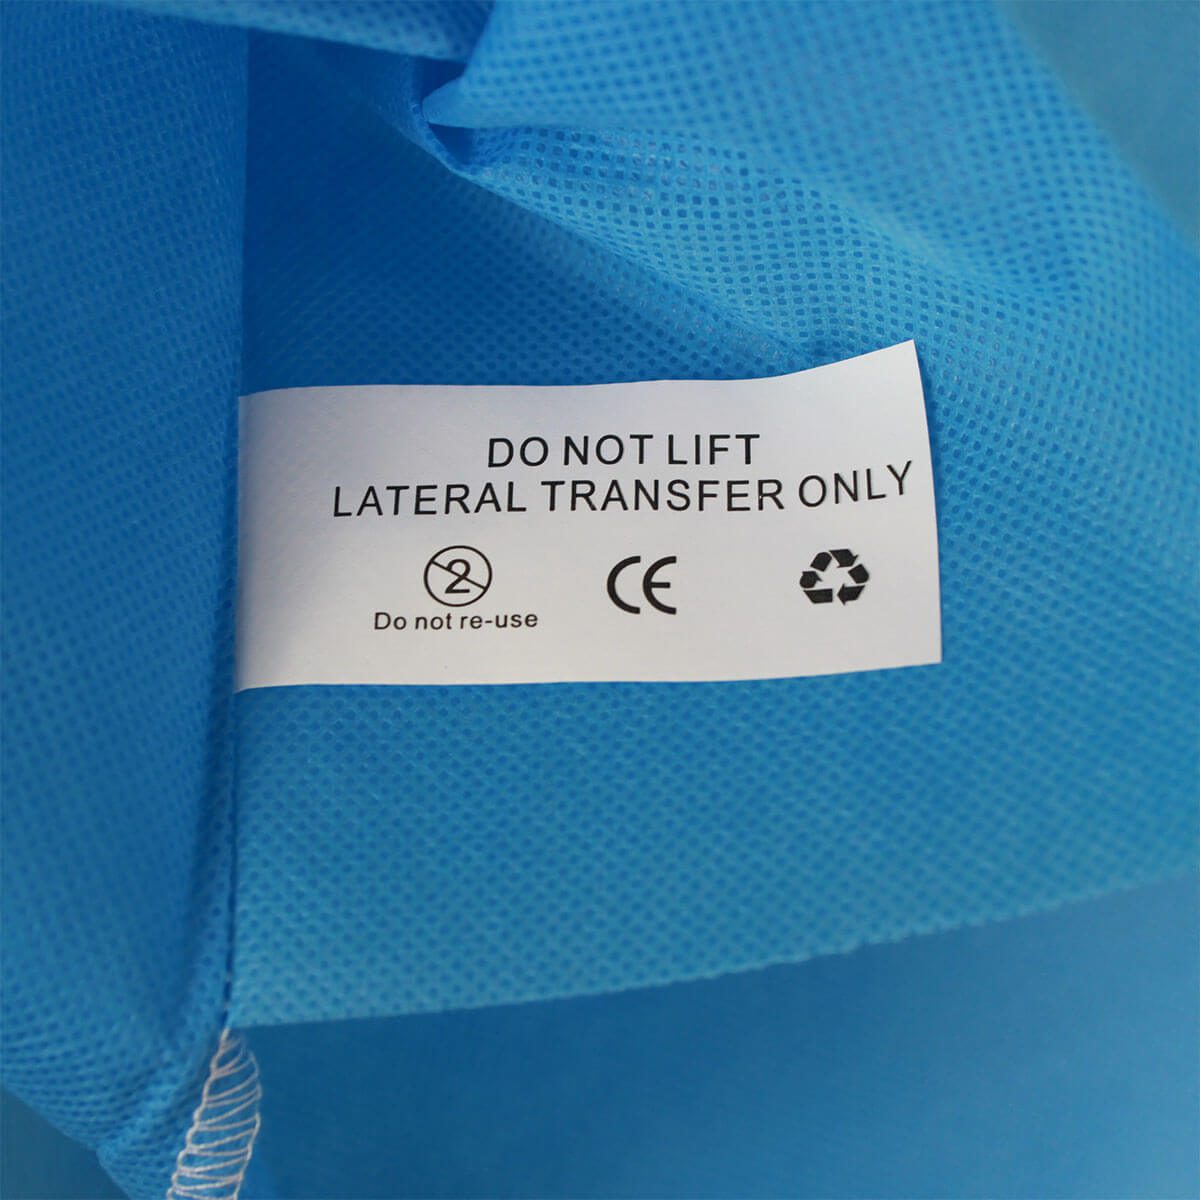 DO NOT LIFT
LATERAL TRANSFER ONLY
2
CE
Do not re-use